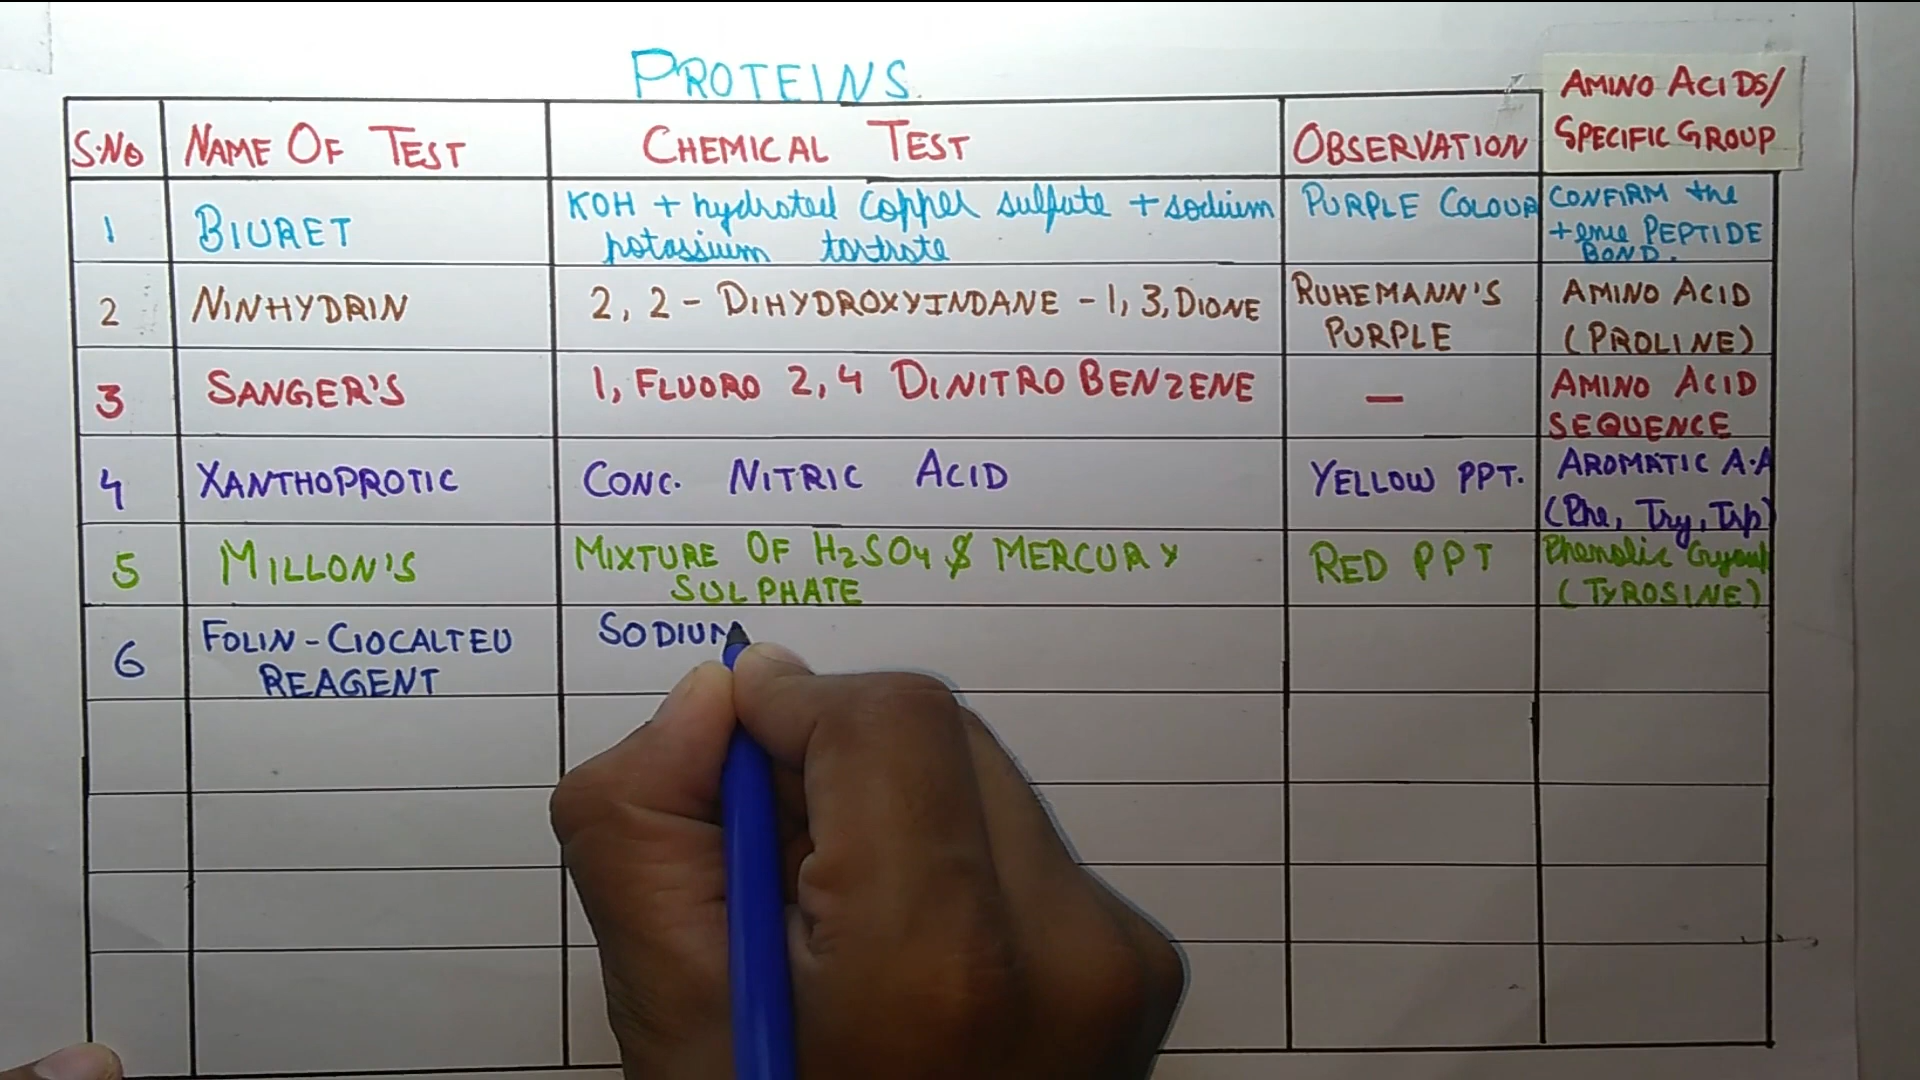 PROTEINS.
S.NO
NAME OF TEST
CHEMICAL TEST
OBSERVATION
AMINO ACIDS/
SPECIFIC GROUP
1
BIURET
KOH + hydrated copper sulfate + sodium
potassium tartrate
PURPLE COLOUR
CONFIRM the
PEPTIDE
BOND.
2
NINHYDRIN
2, 2 - DIHYDROXYINDANE - 1, 3, DIONE
RUHEMANN'S
PURPLE
AMINO ACID
(PROLINE)
3
SANGER'S
1, FLUORO 2, 4 DINITRO BENZENE
—
AMINO ACID
SEQUENCE
4
XANTHOPROTIC
CONC. NITRIC ACID
YELLOW PPT.
AROMATIC A.A
(Phe, Try, Trp)
5
MILLON'S
MIXTURE OF H2SO4 & MERCURY
SULPHATE
RED PPT
(TYROSINE)
6
FOLIN - CIOCALTEU
REAGENT
SODIUM